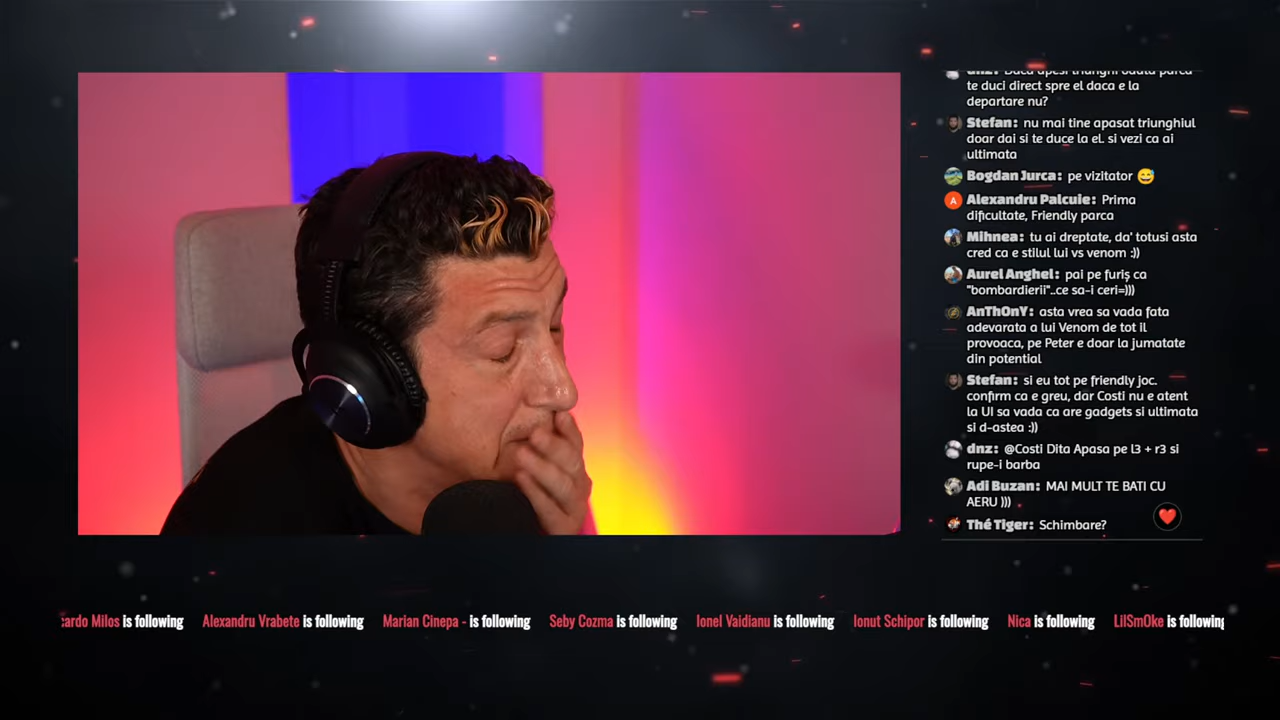 dnz: Daca apesi triunghi odata parca
te duci direct spre el daca e la
departare nu?
Stefan: nu mai tine apasat triunghiul
doar dai si te duce la el. si vezi ca ai
ultimata
Bogdan Jurca: pe vizitator 😅
A Alexandru Palcuie: Prima
dificultate, Friendly parca
Mihnea: tu ai dreptate, da' totusi asta
cred ca e stilul lui vs venom :))
Aurel Anghel: pai pe furiș ca
"bombardierii"..ce sa-i ceri=)))
AnThOnY: asta vrea sa vada fata
adevarata a lui Venom de tot il
provoaca, pe Peter e doar la jumatate
din potential
Stefan: si eu tot pe friendly joc.
confirm ca e greu, dar Costi nu e atent
la UI sa vada ca are gadgets si ultimata
si d-astea :))
dnz: @Costi Dita Apasa pe l3 + r3 si
rupe-i barba
Adi Buzan: MAI MULT TE BATI CU
AERU )))
Thé Tiger: Schimbare?
cardo Milos is following Alexandru Vrabete is following Marian Cinepa - is following Seby Cozma is following Ionel Vaidianu is following Ionut Schipor is following Nica is following LilSmOke is following